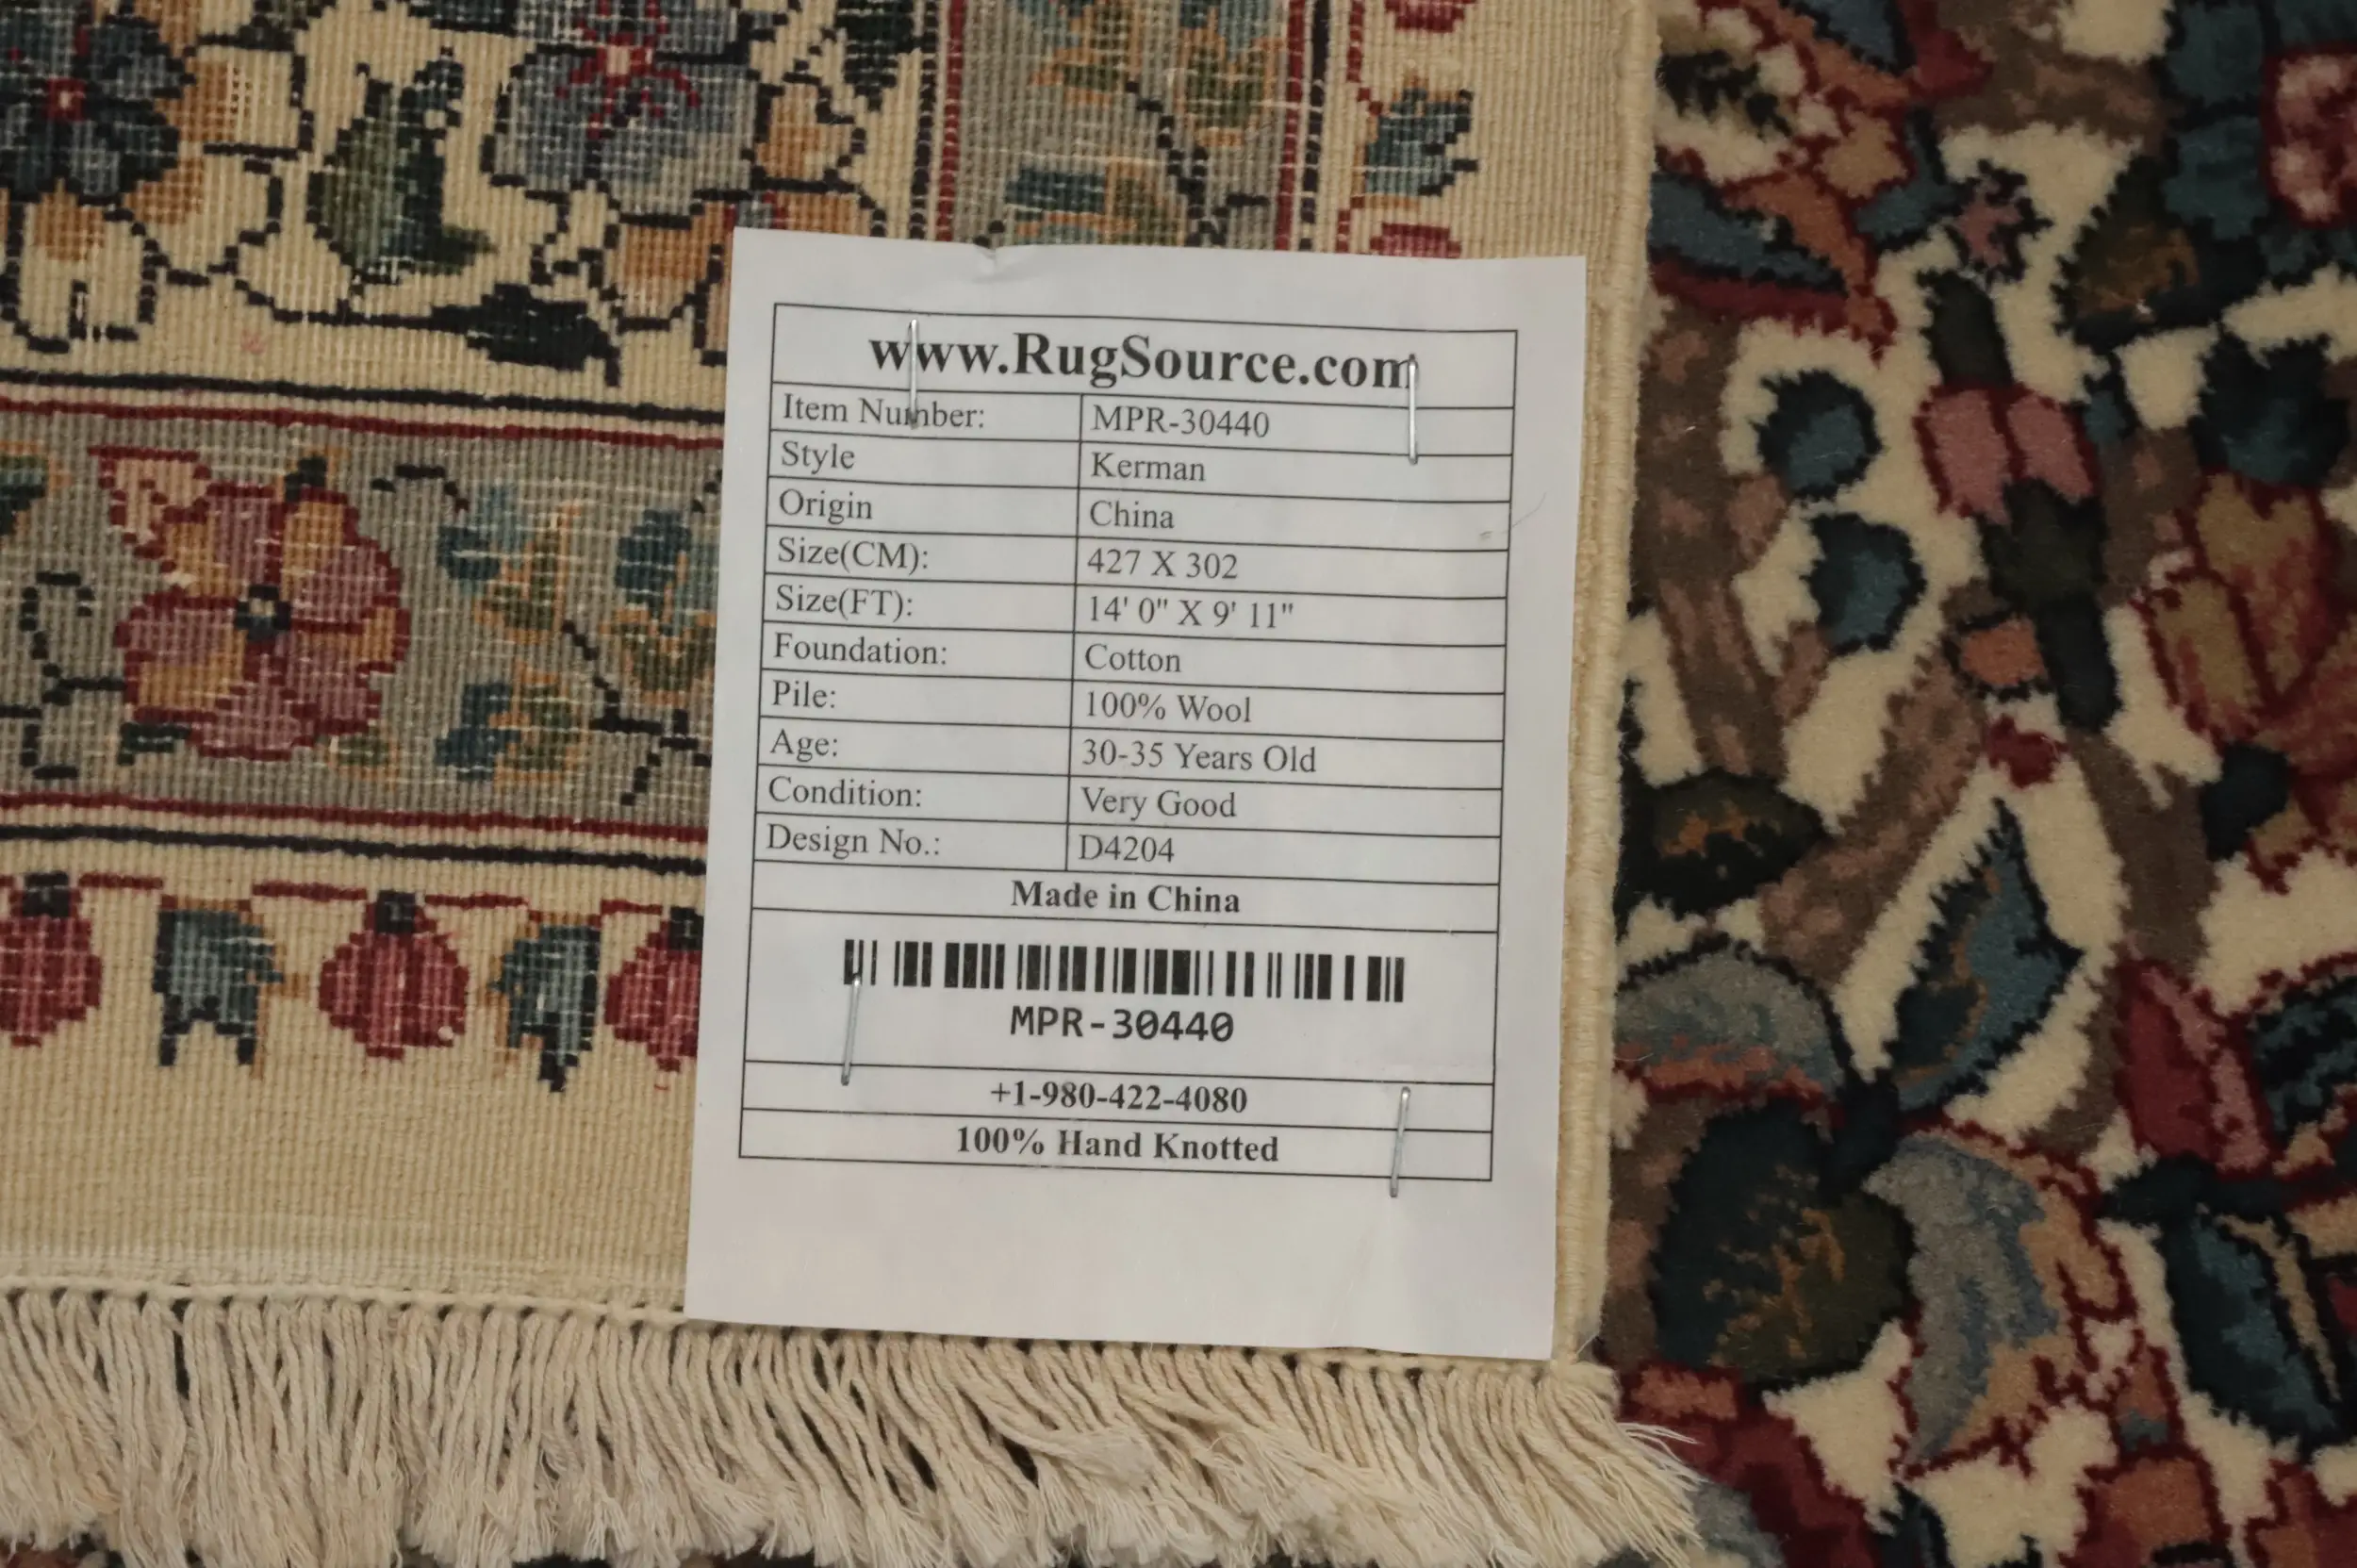 www.RugSource.com
Item Number: MPR-30440
Style Kerman
Origin China
Size(CM): 427 X 302
Size(FT): 14' 0" X 9' 11"
Foundation: Cotton
Pile: 100% Wool
Age: 30-35 Years Old
Condition: Very Good
Design No.: D4204
Made in China
MPR-30440
+1-980-422-4080
100% Hand Knotted